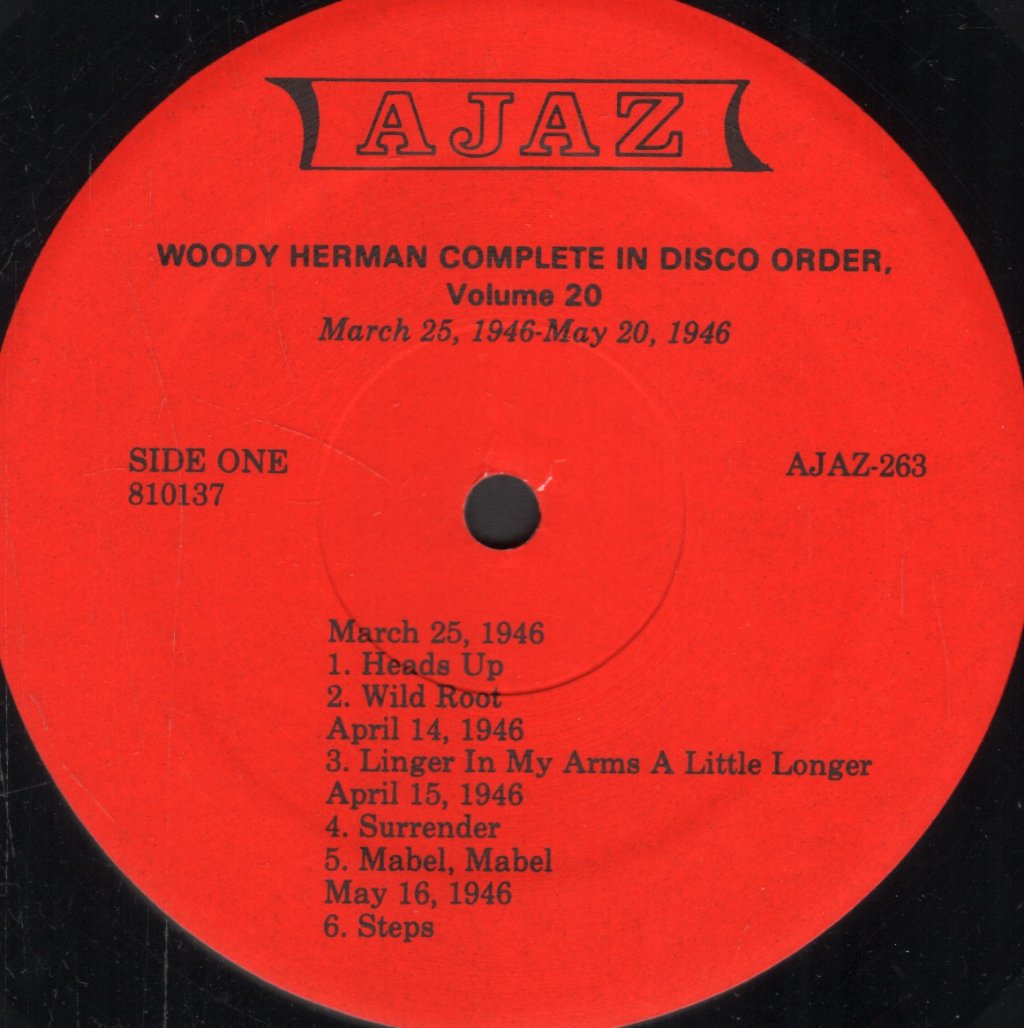 AJAZ
WOODY HERMAN COMPLETE IN DISCO ORDER,
Volume 20
March 25, 1946-May 20, 1946
SIDE ONE
810137
AJAZ-263
March 25, 1946
1. Heads Up
2. Wild Root
April 14, 1946
3. Linger In My Arms A Little Longer
April 15, 1946
4. Surrender
5. Mabel, Mabel
May 16, 1946
6. Steps